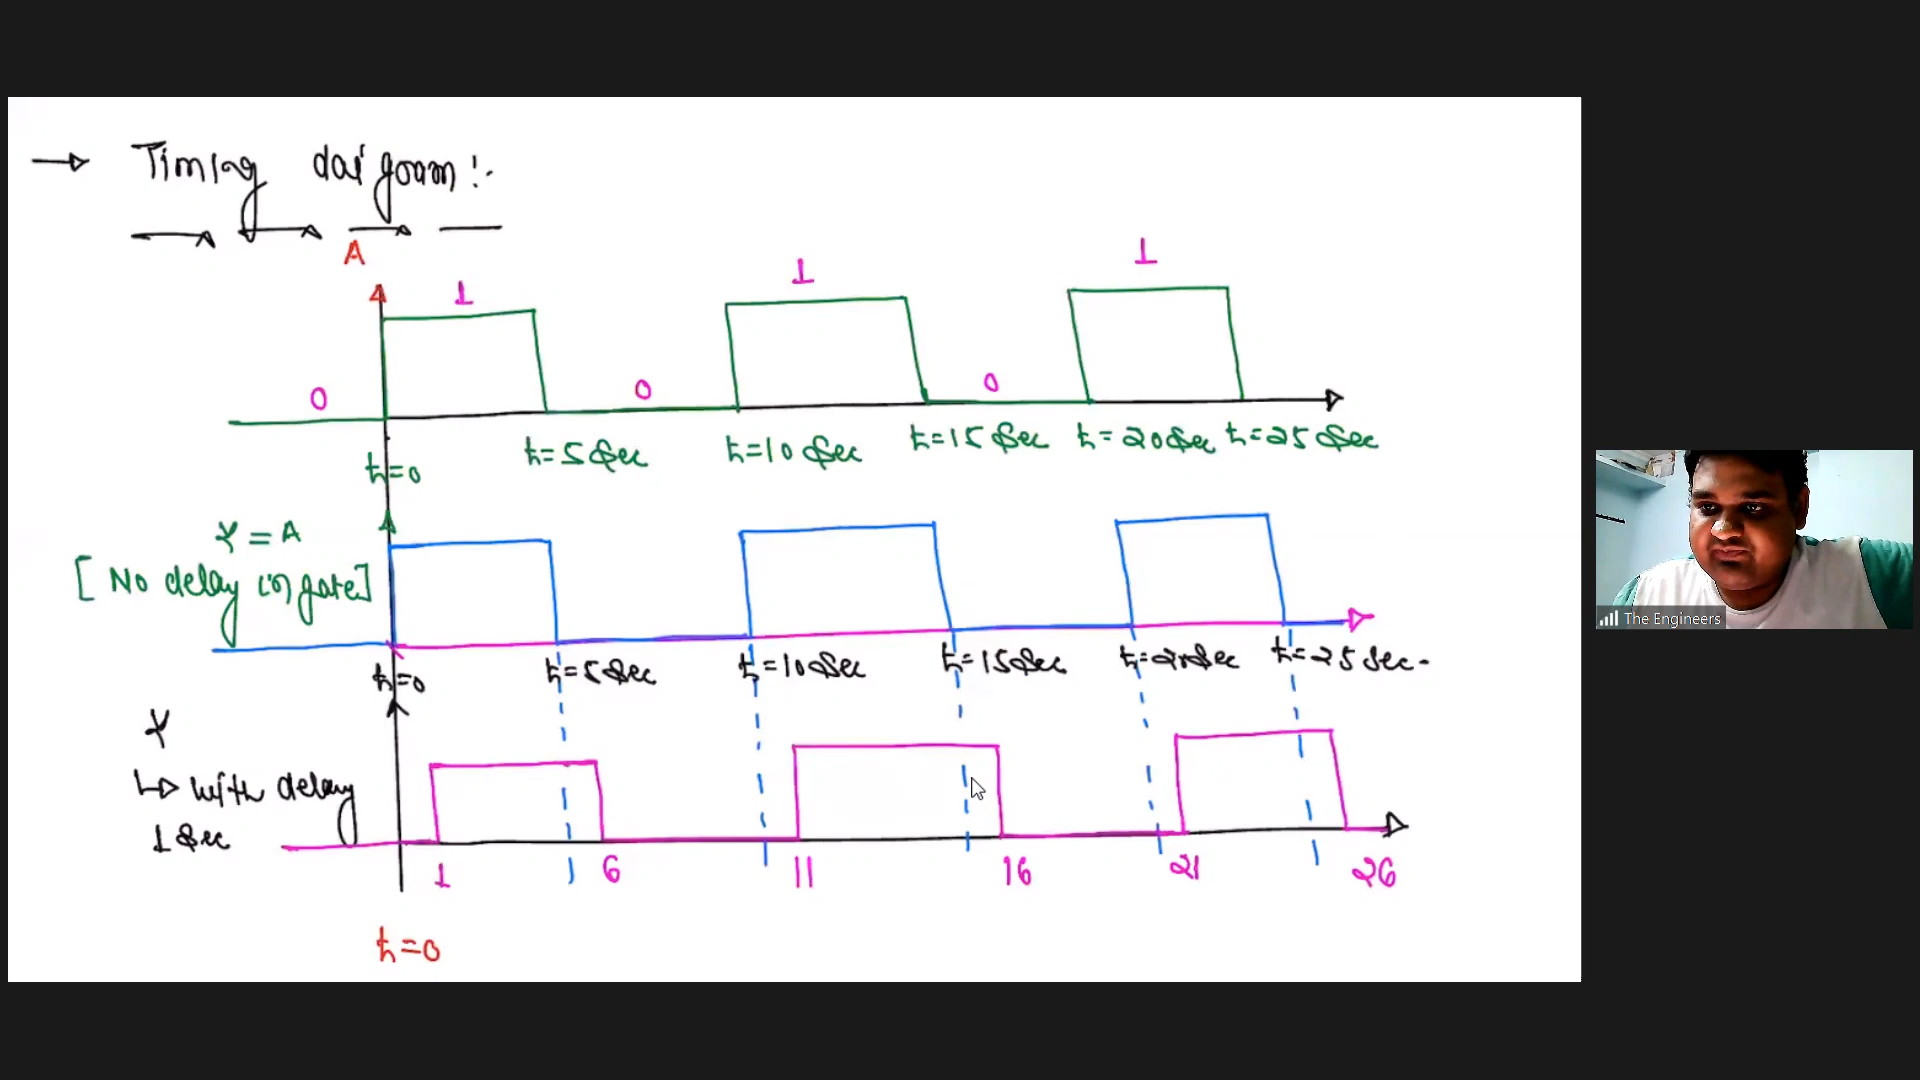 Timing daigram :-
A
1 1 1
0 0 0
t=0 t=5 Sec t=10 Sec t=15 Sec t=20 Sec t=25 Sec
Y = A
[ No delay in gate]
t=0 t=5 Sec t=10 Sec t=15 Sec t=20 Sec t=25 Sec.
Y
with delay
1 Sec
1 6 11 16 21 26
t=0
The Engineers